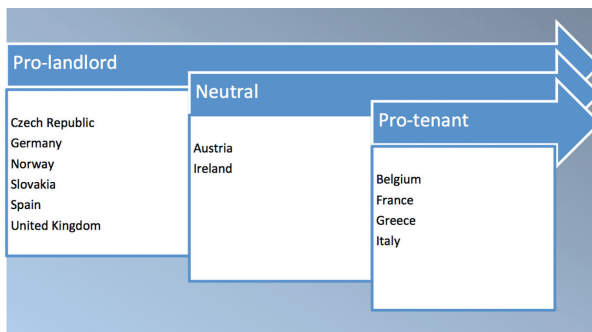 Pro-landlord
Czech Republic
Germany
Norway
Slovakia
Spain
United Kingdom
Neutral
Austria
Ireland
Pro-tenant
Belgium
France
Greece
Italy